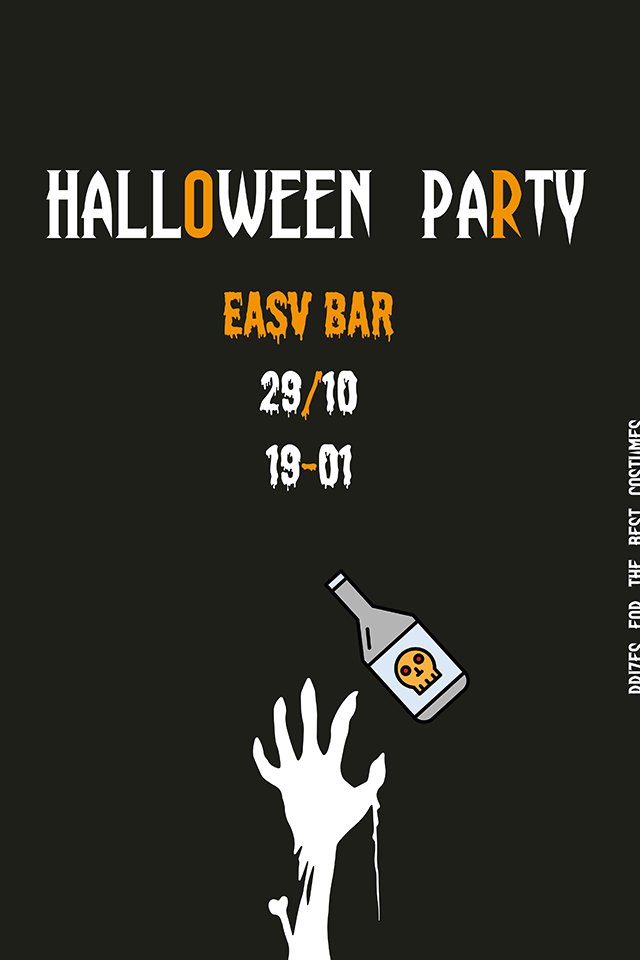 HALLOWEEN PARTY
EASV BAR
29/10
19-01
PRIZES FOR THE BEST COSTUMES